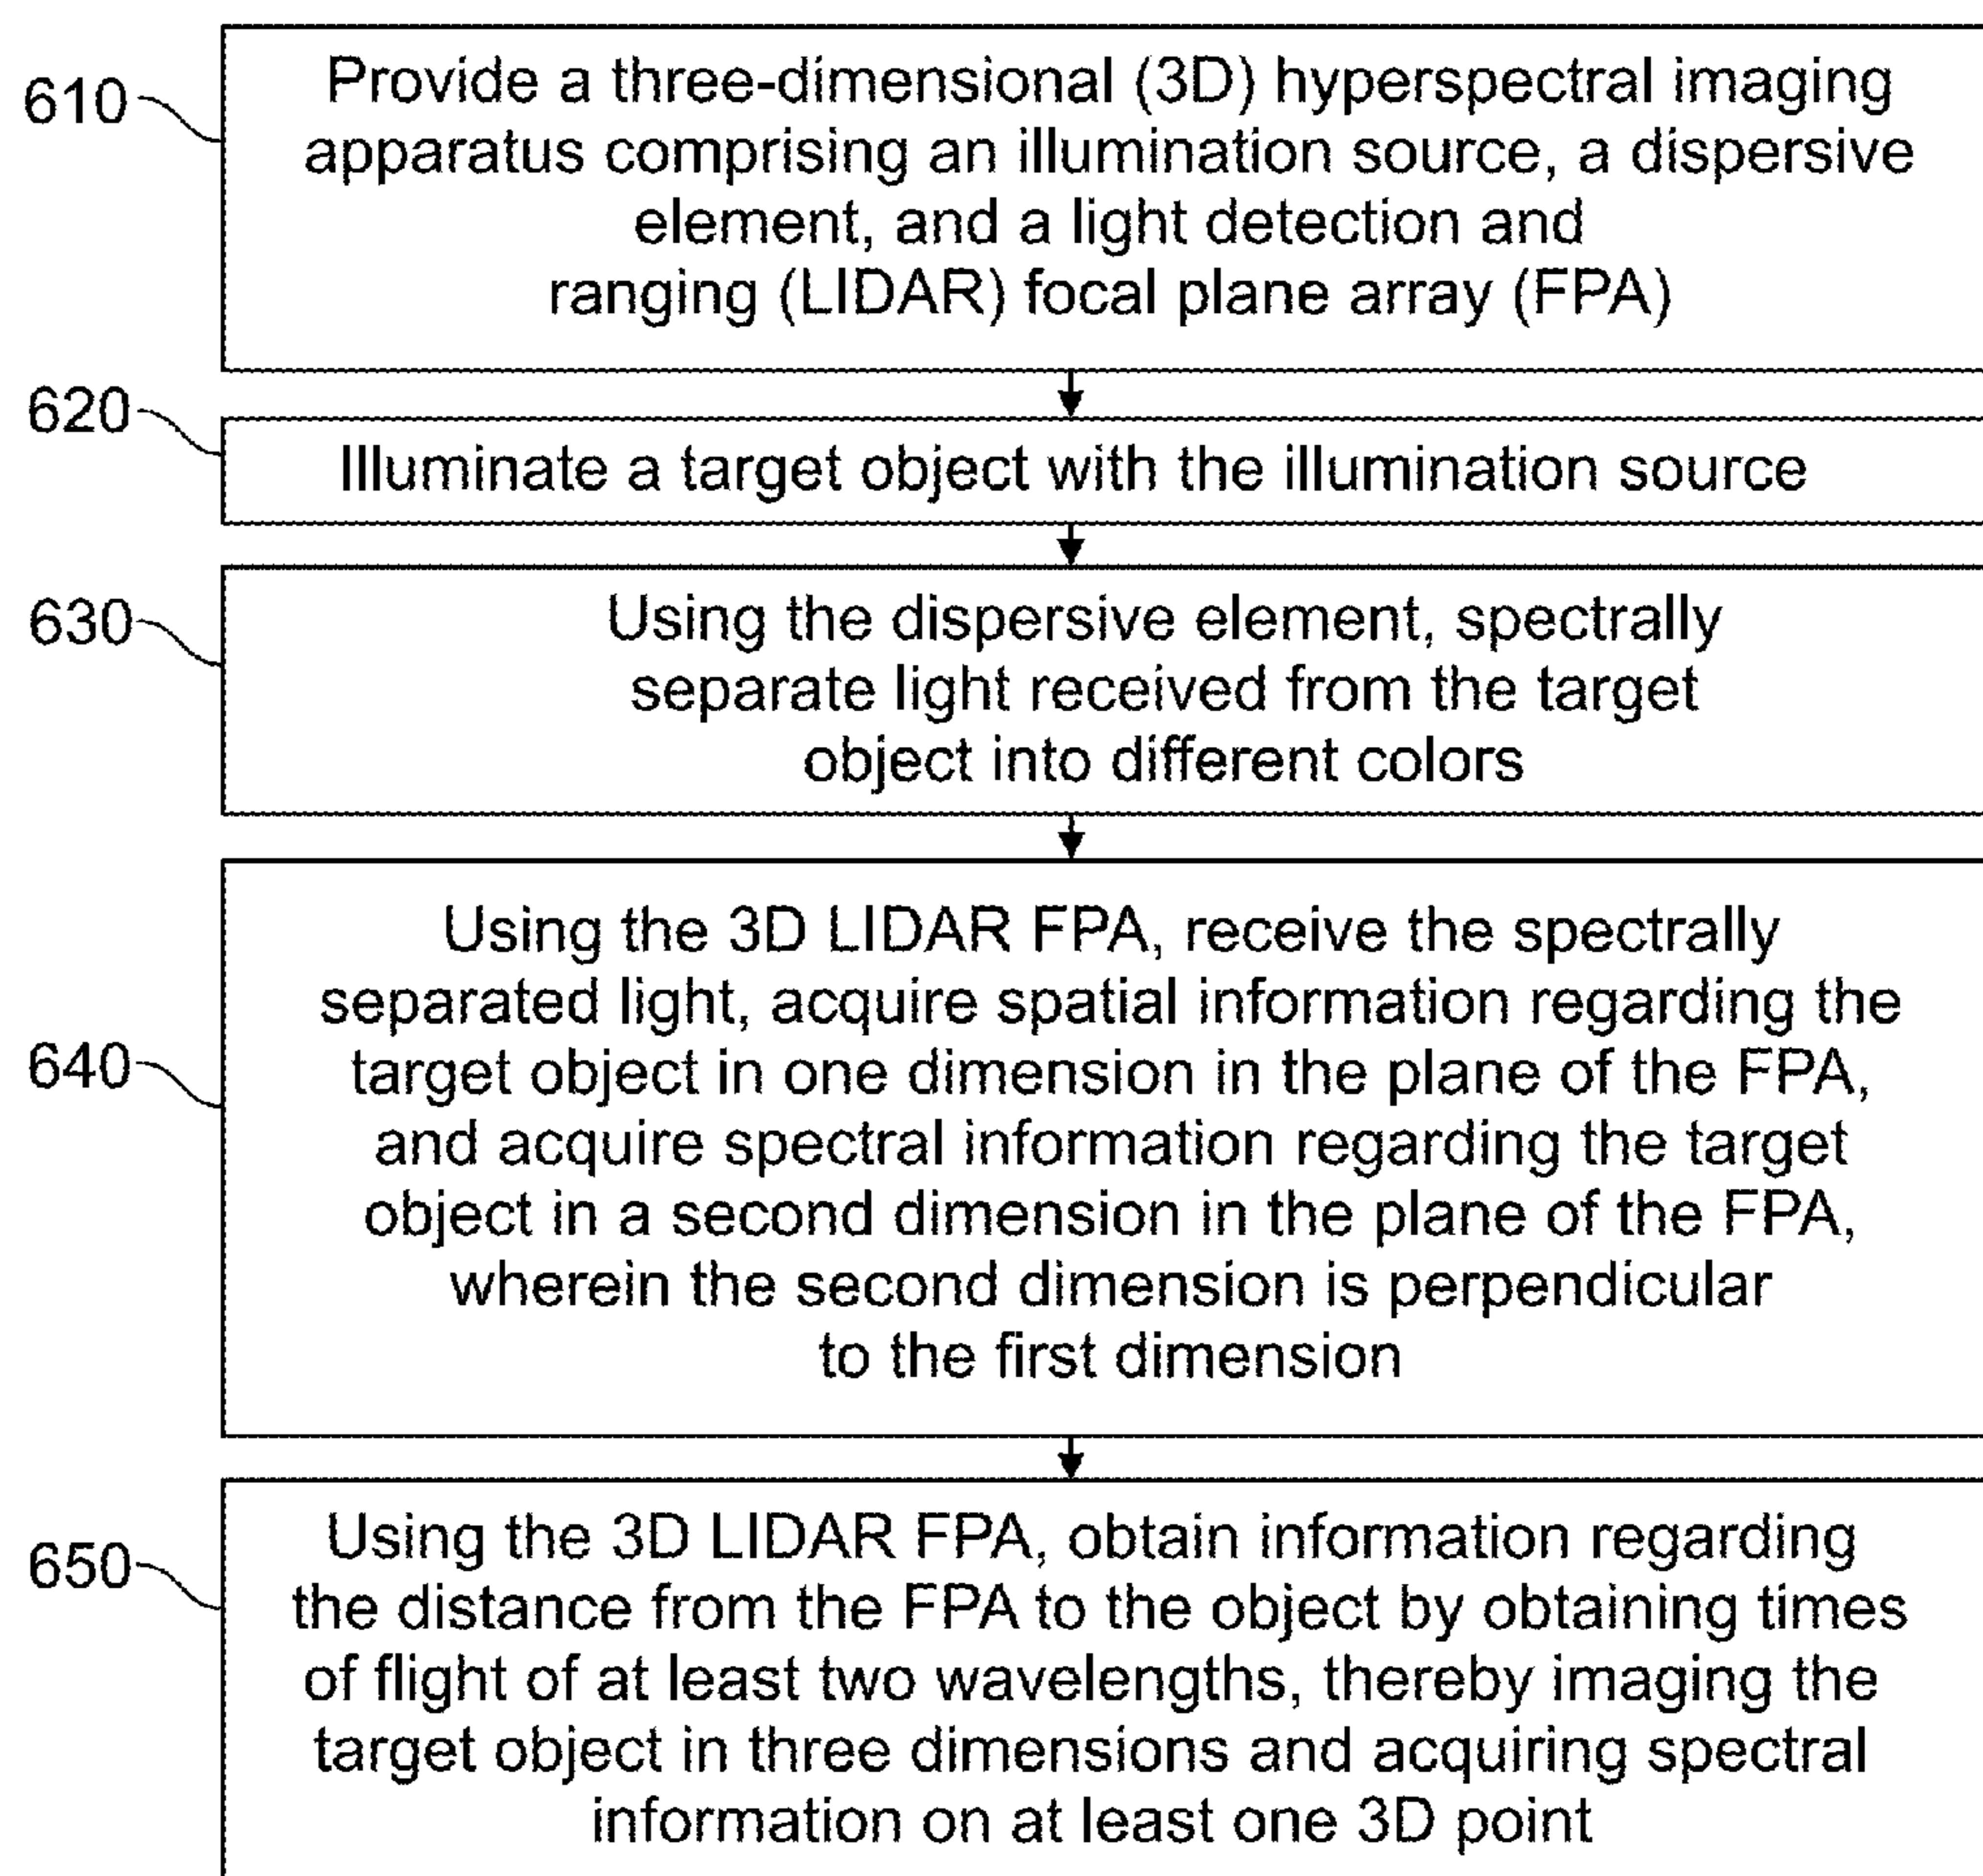 610
Provide a three-dimensional (3D) hyperspectral imaging
apparatus comprising an illumination source, a dispersive
element, and a light detection and
ranging (LIDAR) focal plane array (FPA)
620
Illuminate a target object with the illumination source
630
Using the dispersive element, spectrally
separate light received from the target
object into different colors
640
Using the 3D LIDAR FPA, receive the spectrally
separated light, acquire spatial information regarding the
target object in one dimension in the plane of the FPA,
and acquire spectral information regarding the target
object in a second dimension in the plane of the FPA,
wherein the second dimension is perpendicular
to the first dimension
650
Using the 3D LIDAR FPA, obtain information regarding
the distance from the FPA to the object by obtaining times
of flight of at least two wavelengths, thereby imaging the
target object in three dimensions and acquiring spectral
information on at least one 3D point